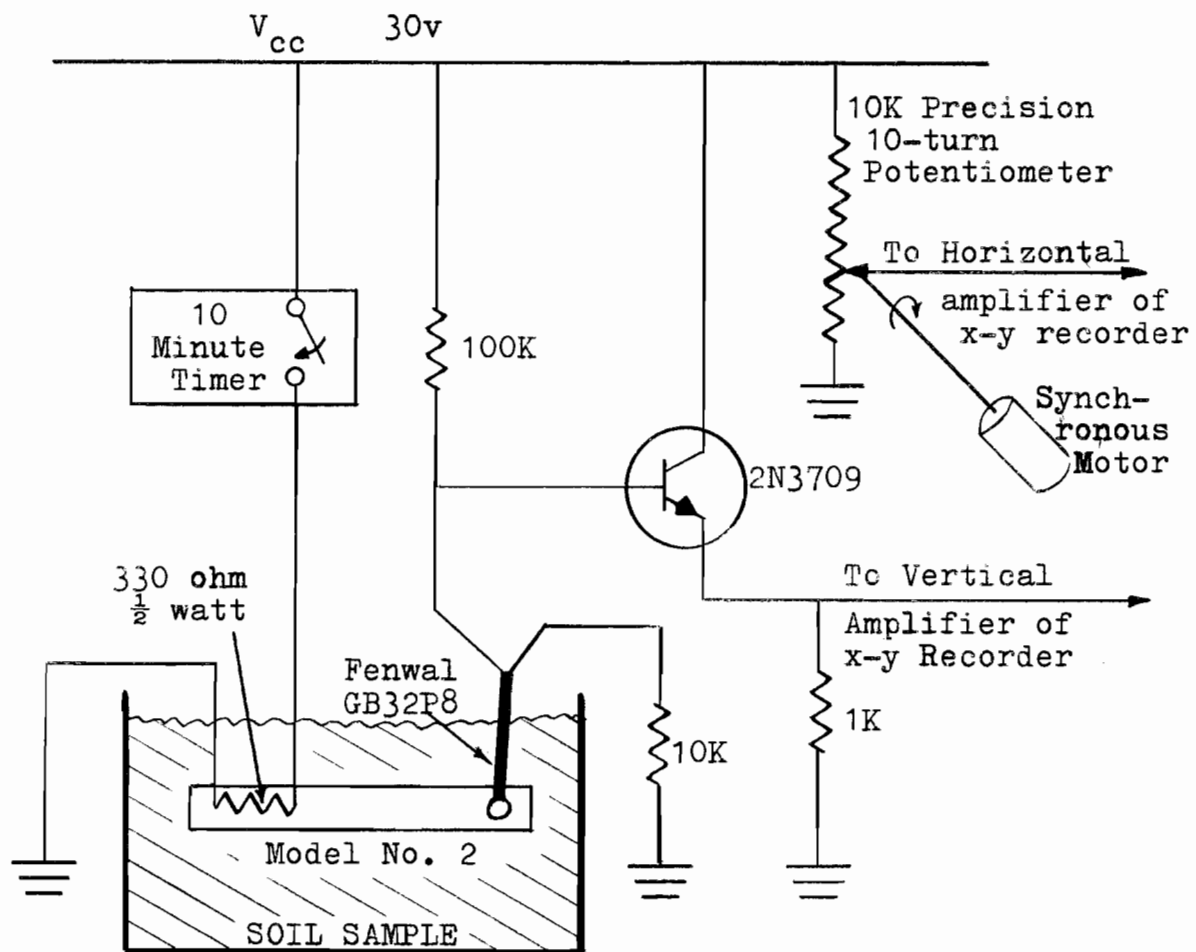 Vcc 30v
10K Precision
10-turn
Potentiometer
To Horizontal
amplifier of
x-y recorder
10
Minute
Timer
100K
Synch-
ronous
Motor
2N3709
330 ohm
½ watt
To Vertical
Amplifier of
x-y Recorder
Fenwal
GB32P8
1K
10K
Model No. 2
SOIL SAMPLE